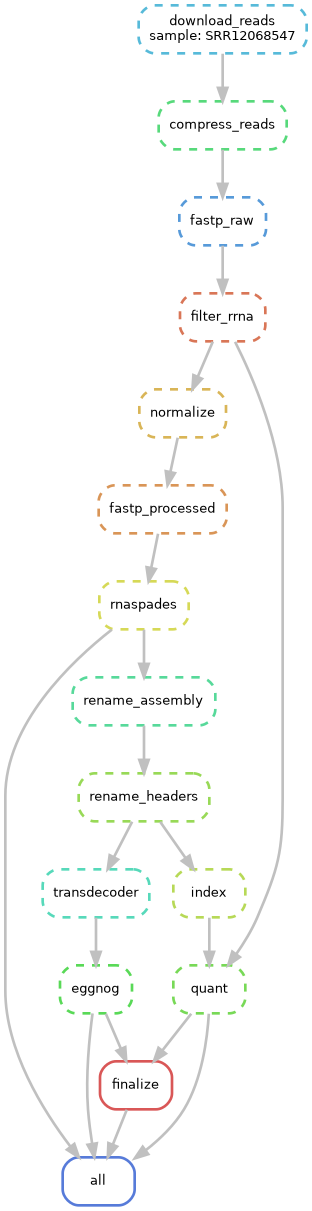 download_reads
sample: SRR12068547
compress_reads
fastp_raw
filter_rrna
normalize
fastp_processed
rnaspades
rename_assembly
rename_headers
transdecoder
index
eggnog
quant
finalize
all